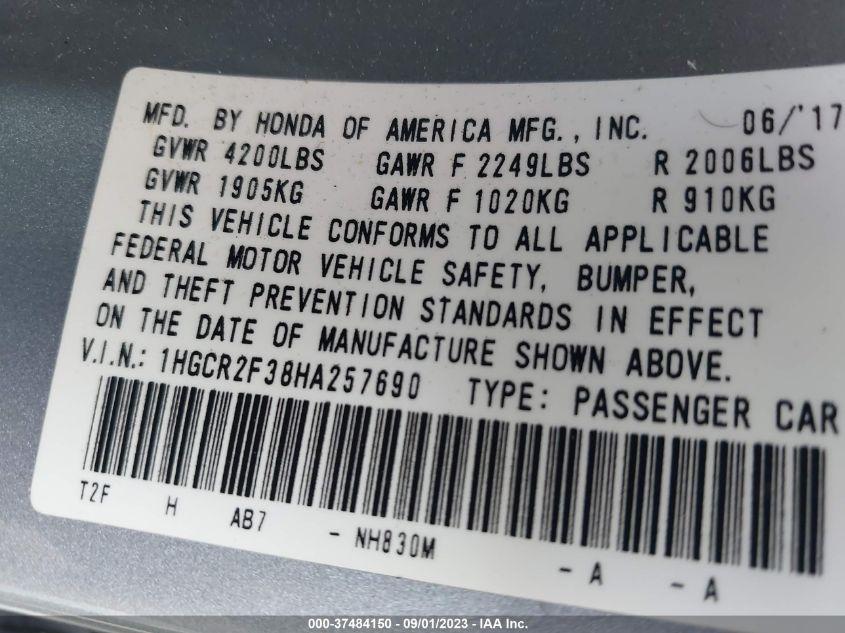 MFD. BY HONDA OF AMERICA MFG., INC. 06/'17
GVWR 4200LBS GAWR F 2249LBS R 2006LBS
GVWR 1905KG GAWR F 1020KG R 910KG
THIS VEHICLE CONFORMS TO ALL APPLICABLE
FEDERAL MOTOR VEHICLE SAFETY, BUMPER,
AND THEFT PREVENTION STANDARDS IN EFFECT
ON THE DATE OF MANUFACTURE SHOWN ABOVE.
V.I.N.: 1HGCR2F38HA257690 TYPE: PASSENGER CAR
T2F H AB7 - NH830M - A - A
000-37484150 - 09/01/2023 - IAA Inc.